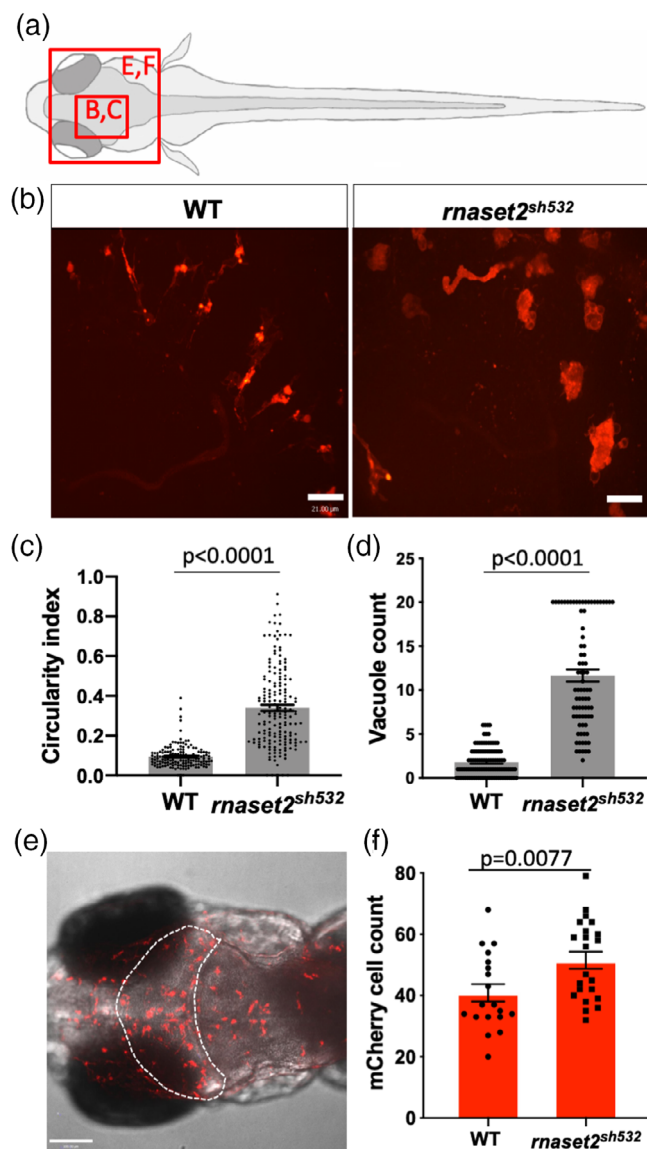 (a)
E,F
B,C
(b)
WT
rnaset2sh532
21.00 µm
(c)
p<0.0001
Circularity index
1.0
0.8
0.6
0.4
0.2
0.0
WT
rnaset2sh532
(d)
p<0.0001
Vacuole count
25
20
15
10
5
0
WT
rnaset2sh532
(e)
(f)
p=0.0077
mCherry cell count
80
60
40
20
0
WT
rnaset2sh532